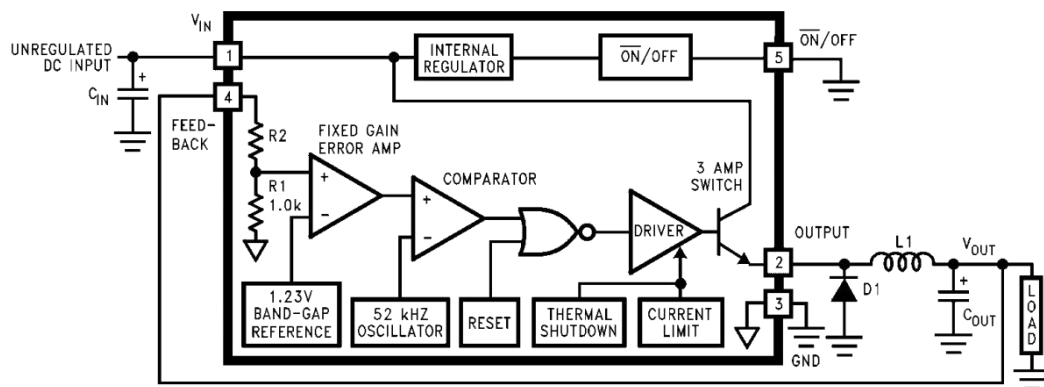 V_IN
UNREGULATED
DC INPUT
+
C_IN
1
4
FEED-
BACK
INTERNAL
REGULATOR
ON/OFF
5
ON/OFF
R2
R1
1.0k
FIXED GAIN
ERROR AMP
+
−
COMPARATOR
+
−
DRIVER
3 AMP
SWITCH
OUTPUT
2
3
GND
L1
V_OUT
D1
+
C_OUT
LOAD
1.23V
BAND-GAP
REFERENCE
52 kHz
OSCILLATOR
RESET
THERMAL
SHUTDOWN
CURRENT
LIMIT